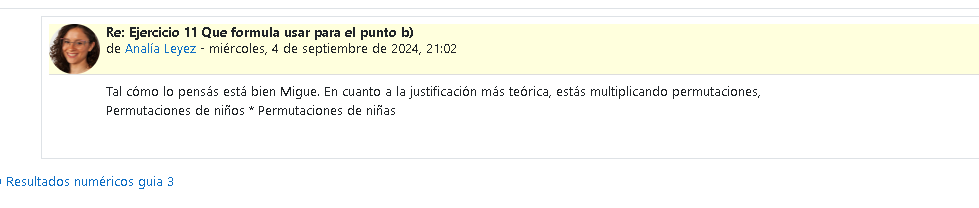 Re: Ejercicio 11 Que formula usar para el punto b)
de Analía Leyez - miércoles, 4 de septiembre de 2024, 21:02
Tal cómo lo pensás está bien Migue. En cuanto a la justificación más teórica, estás multiplicando permutaciones,
Permutaciones de niños * Permutaciones de niñas
Resultados numéricos guia 3